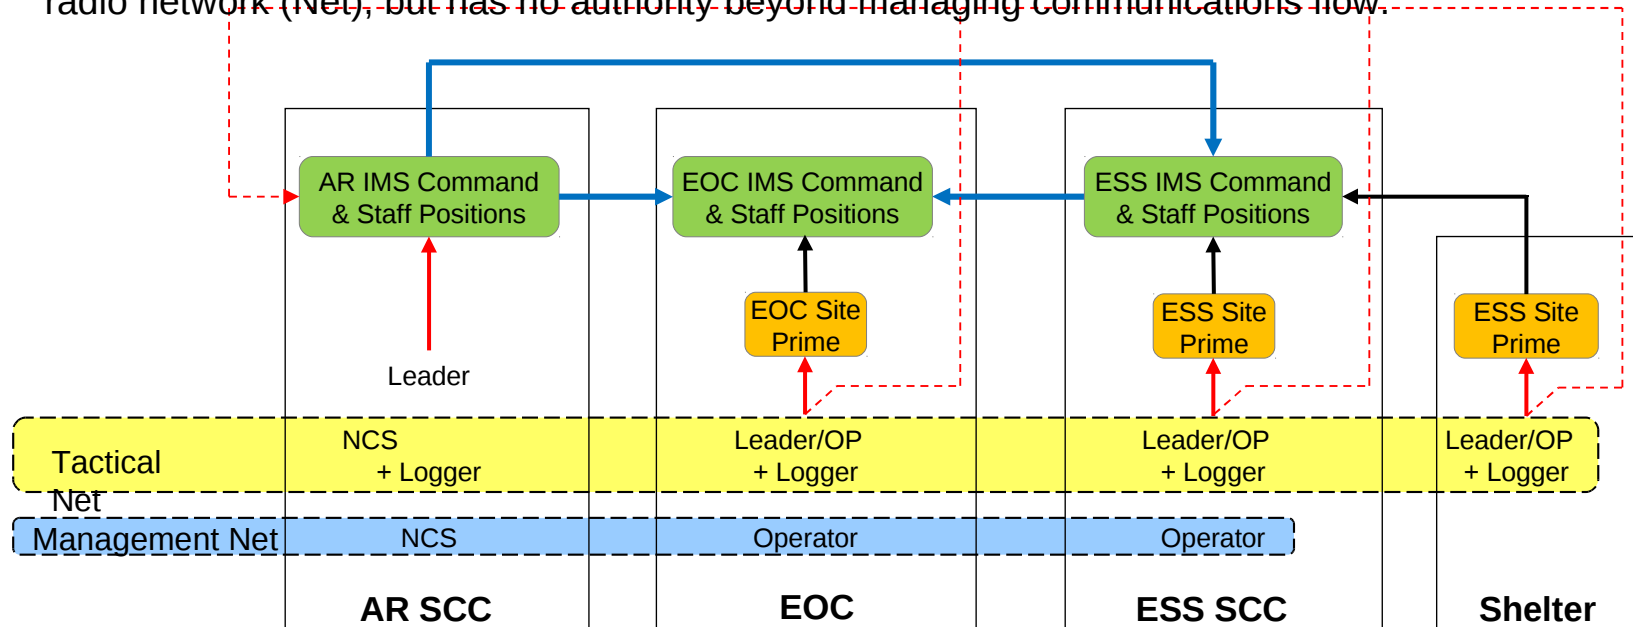 radio network (Net), but has no authority beyond managing communications flow.
AR IMS Command
& Staff Positions
EOC IMS Command
& Staff Positions
ESS IMS Command
& Staff Positions
EOC Site
Prime
ESS Site
Prime
ESS Site
Prime
Leader
Tactical
Net
NCS
+ Logger
Leader/OP
+ Logger
Leader/OP
+ Logger
Leader/OP
+ Logger
Management Net
NCS
Operator
Operator
AR SCC
EOC
ESS SCC
Shelter